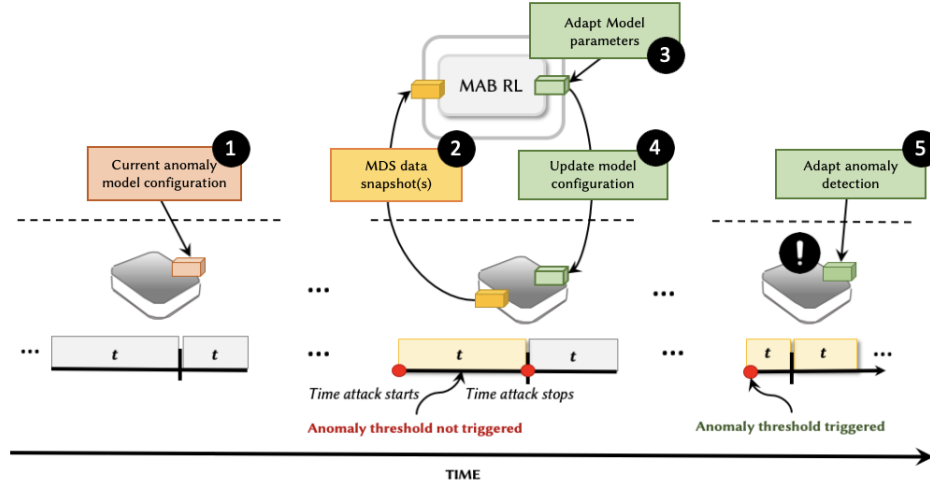 Adapt Model
parameters
3
MAB RL
1
Current anomaly
model configuration
2
MDS data
snapshot(s)
4
Update model
configuration
5
Adapt anomaly
detection
!
...
...
... t t
... t t
... t t ...
Time attack starts Time attack stops
Anomaly threshold not triggered
Anomaly threshold triggered
TIME